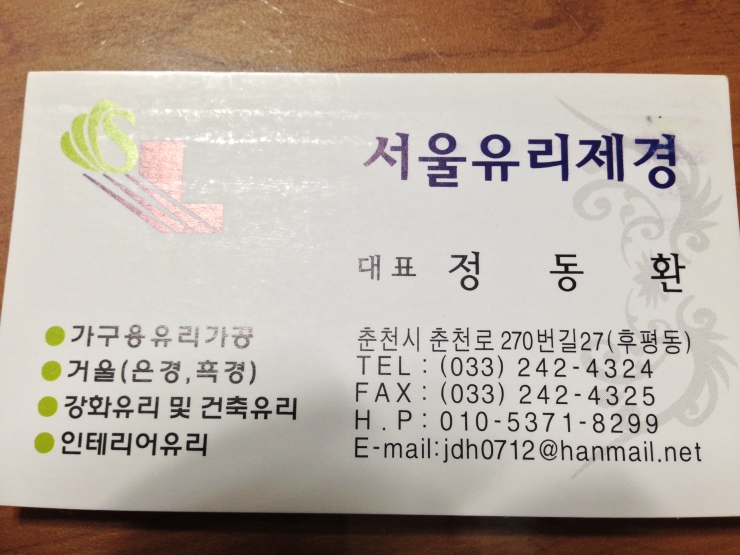 S L
서울유리제경
대표 정 동 환
가구용유리가공
거울(은경,흑경)
강화유리 및 건축유리
인테리어유리
춘천시 춘천로 270번길27(후평동)
TEL : (033) 242-4324
FAX : (033) 242-4325
H.P : 010-5371-8299
E-mail:jdh0712@hanmail.net